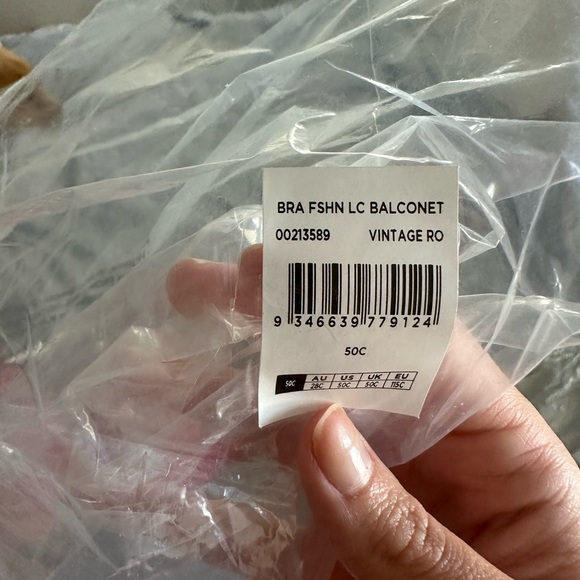 BRA FSHN LC BALCONET
00213589 VINTAGE RO
9 346639 779124
50C
50C AU US UK EU
28C 50C 50C 115C